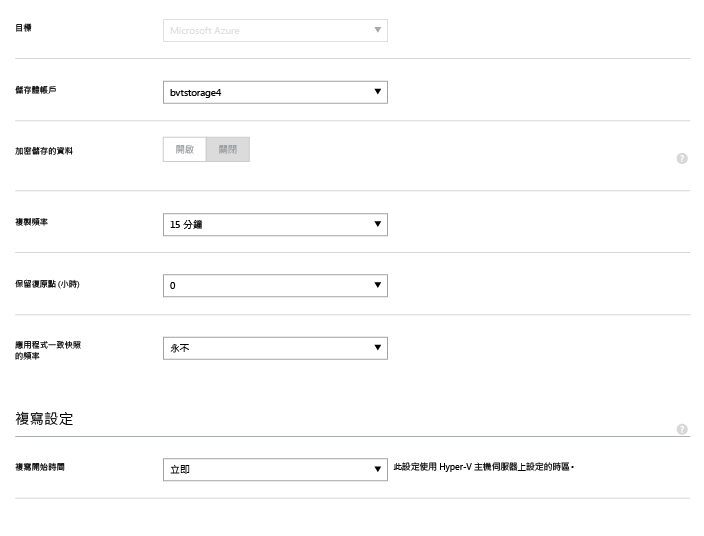 目標
Microsoft Azure
儲存體帳戶
bvtstorage4
加密儲存的資料
開啟
關閉
?
複製頻率
15 分鐘
保留復原點 (小時)
0
應用程式一致快照
的頻率
永不
複寫設定
?
複寫開始時間
立即
此設定使用 Hyper-V 主機伺服器上設定的時區。